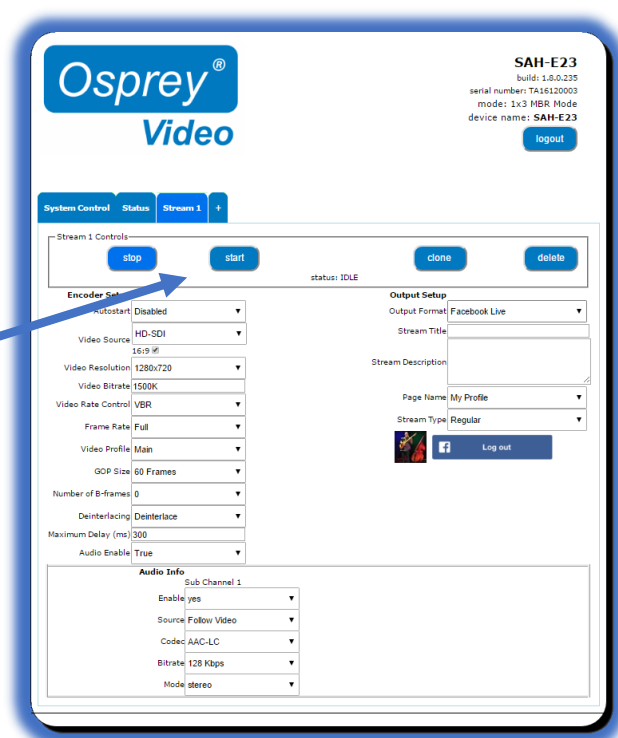 Osprey®
Video
SAH-E23
build: 1.8.0.235
serial number: TA16120003
mode: 1x3 MBR Mode
device name: SAH-E23
logout
System Control Status Stream 1 +
Stream 1 Controls
stop start clone delete
status: IDLE
Encoder
Autostart Disabled
Video Source HD-SDI
16:9
Video Resolution 1280x720
Video Bitrate 1500K
Video Rate Control VBR
Frame Rate Full
Video Profile Main
GOP Size 60 Frames
Number of B-frames 0
Deinterlacing Deinterlace
Maximum Delay (ms) 300
Audio Enable True
Output Setup
Output Format Facebook Live
Stream Title
Stream Description
Page Name My Profile
Stream Type Regular
f Log out
Audio Info
Sub Channel 1
Enable yes
Source Follow Video
Codec AAC-LC
Bitrate 128 Kbps
Mode stereo